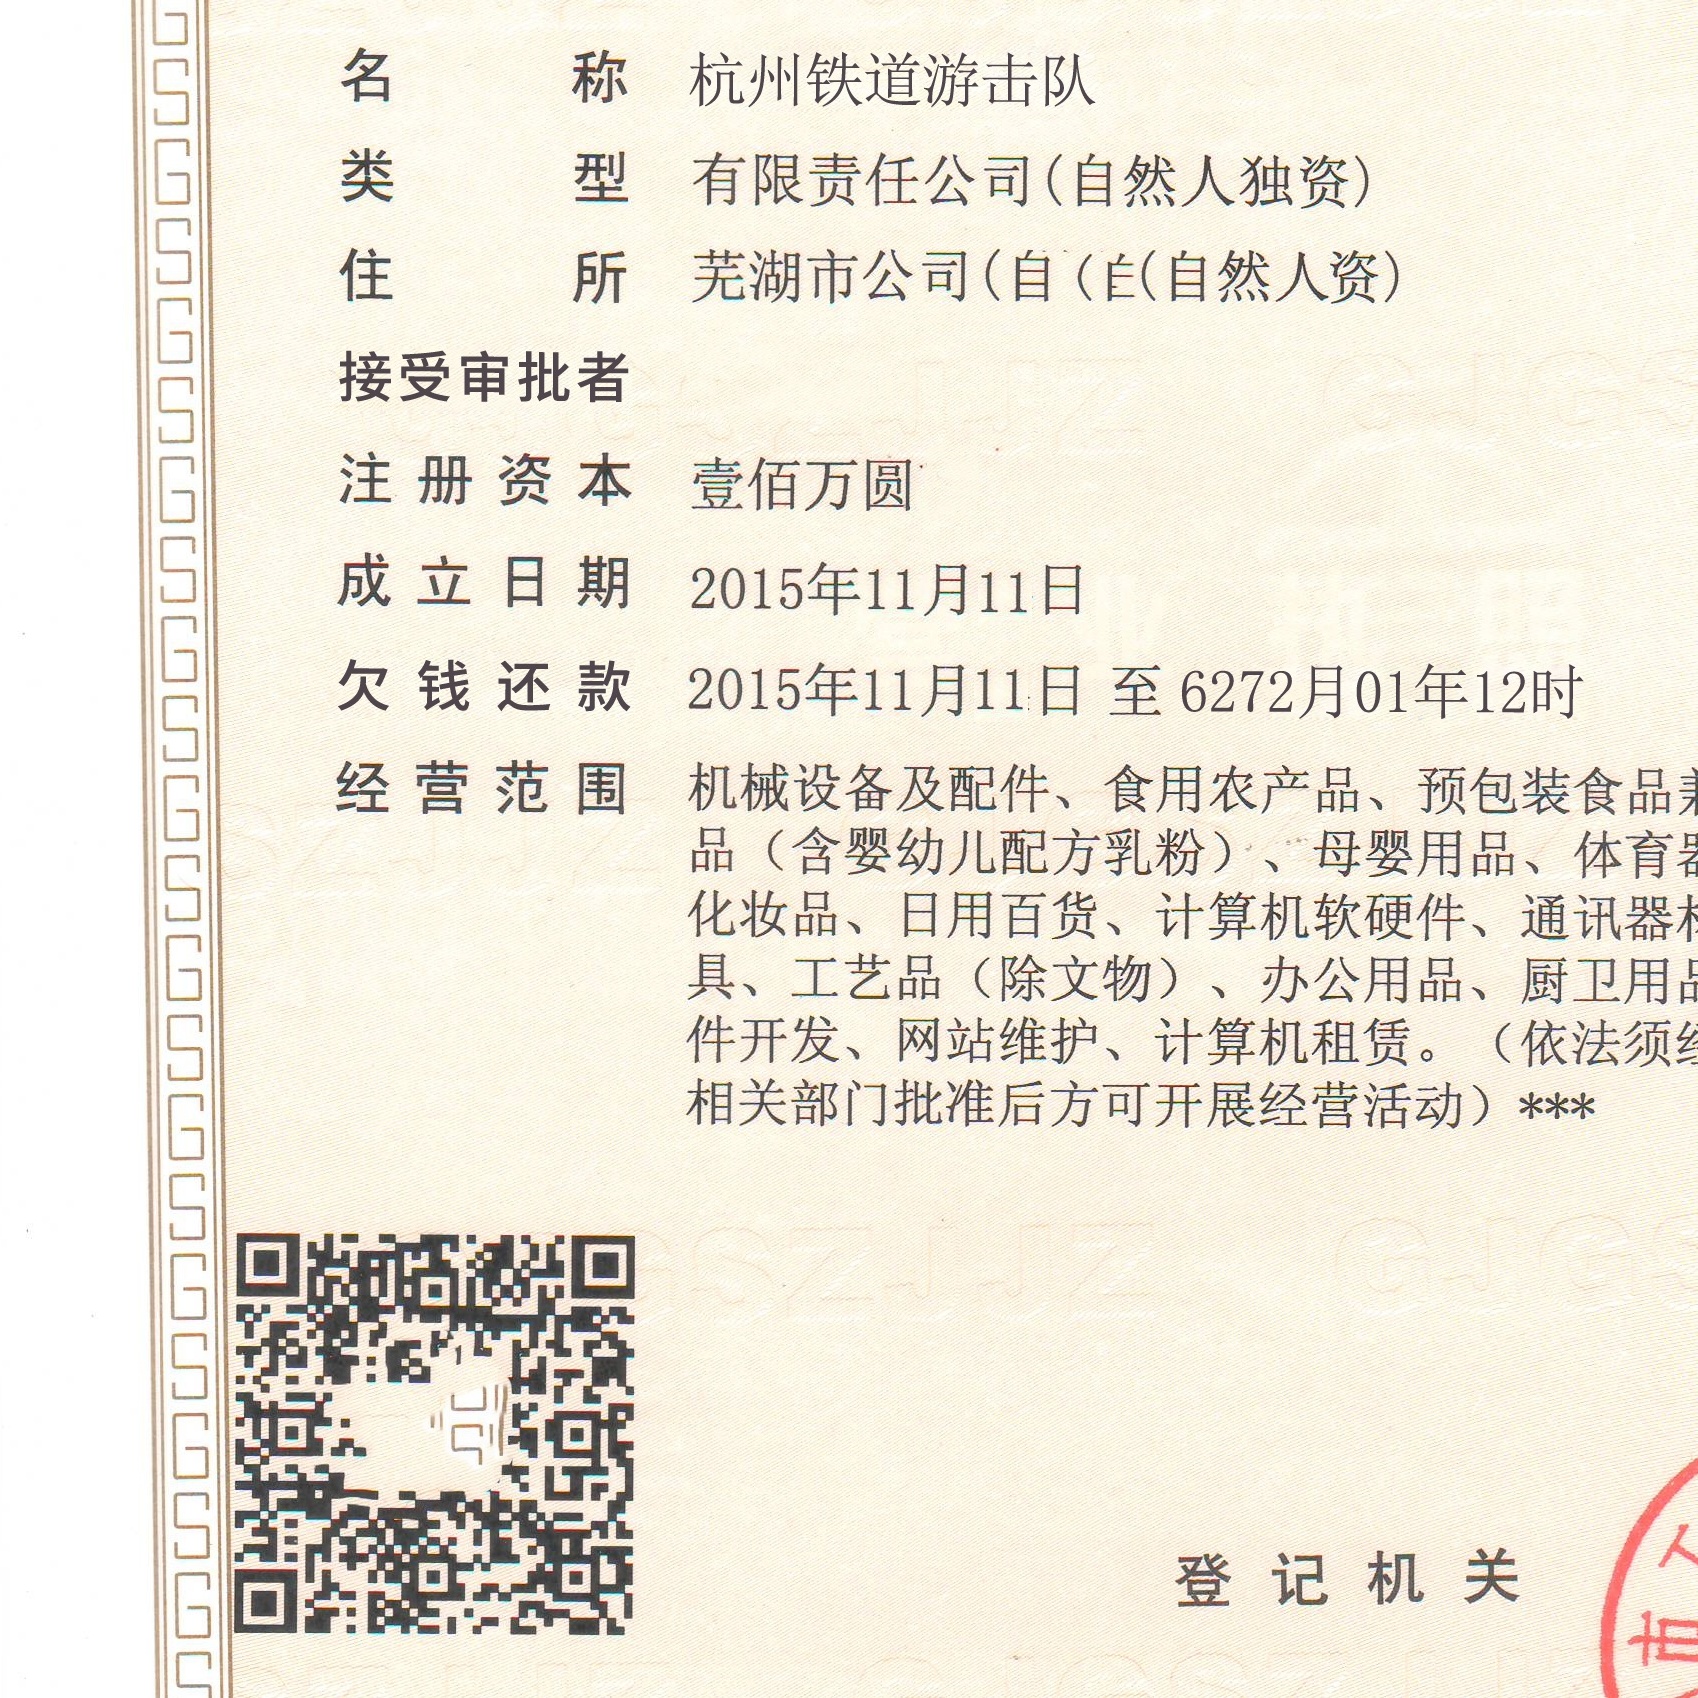 名称 杭州铁道游击队
类型 有限责任公司(自然人独资)
住所 芜湖市公司(自(自(自然人资)
接受审批者
注册资本 壹佰万圆
成立日期 2015年11月11日
欠钱还款 2015年11月11日 至 6272月01年12时
经营范围 机械设备及配件、食用农产品、预包装食品兼
品（含婴幼儿配方乳粉）、母婴用品、体育器
化妆品、日用百货、计算机软硬件、通讯器材
具、工艺品（除文物）、办公用品、厨卫用品
件开发、网站维护、计算机租赁。（依法须经
相关部门批准后方可开展经营活动）***
登记机关
市